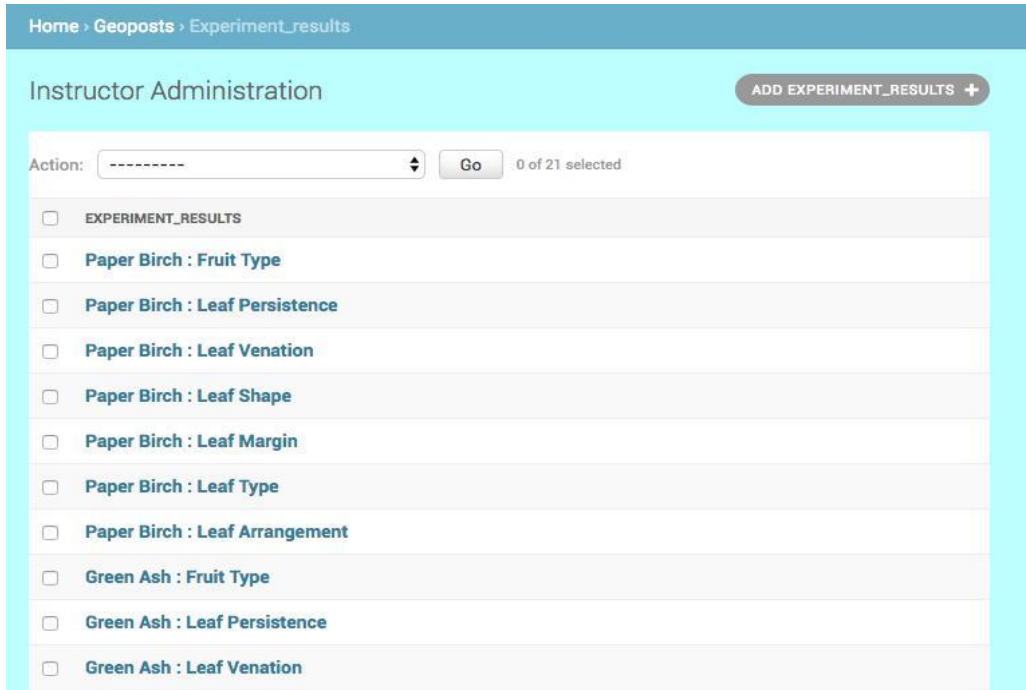 Home › Geoposts › Experiment_results
Instructor Administration
ADD EXPERIMENT_RESULTS +
Action: --------- Go 0 of 21 selected
EXPERIMENT_RESULTS
Paper Birch : Fruit Type
Paper Birch : Leaf Persistence
Paper Birch : Leaf Venation
Paper Birch : Leaf Shape
Paper Birch : Leaf Margin
Paper Birch : Leaf Type
Paper Birch : Leaf Arrangement
Green Ash : Fruit Type
Green Ash : Leaf Persistence
Green Ash : Leaf Venation